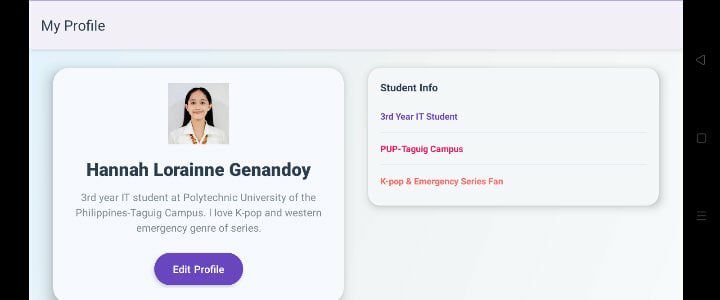 My Profile
Hannah Lorainne Genandoy
3rd year IT student at Polytechnic University of the
Philippines-Taguig Campus. I love K-pop and western
emergency genre of series.
Edit Profile
Student Info
3rd Year IT Student
PUP-Taguig Campus
K-pop & Emergency Series Fan